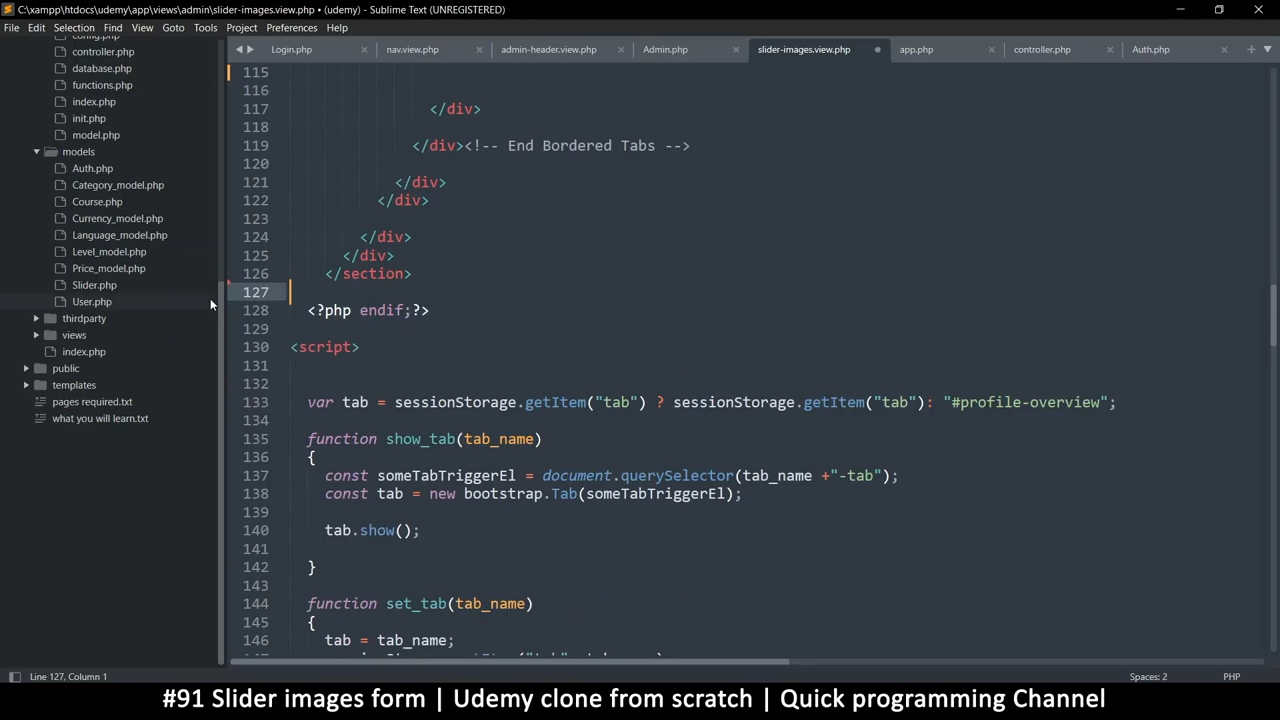 C:\xampp\htdocs\udemy\app\views\admin\slider-images.view.php • (udemy) - Sublime Text (UNREGISTERED)
File Edit Selection Find View Goto Tools Project Preferences Help
controller.php
database.php
functions.php
index.php
init.php
model.php
models
Auth.php
Category_model.php
Course.php
Currency_model.php
Language_model.php
Level_model.php
Price_model.php
Slider.php
User.php
thirdparty
views
index.php
public
templates
pages required.txt
what you will learn.txt
Login.php nav.view.php admin-header.view.php Admin.php slider-images.view.php app.php controller.php Auth.php
115
116
117 </div>
118
119 </div><!-- End Bordered Tabs -->
120
121 </div>
122 </div>
123
124 </div>
125 </div>
126 </section>
127
128 <?php endif;?>
129
130 <script>
131
132
133 var tab = sessionStorage.getItem("tab") ? sessionStorage.getItem("tab"): "#profile-overview";
134
135 function show_tab(tab_name)
136 {
137 const someTabTriggerEl = document.querySelector(tab_name +"-tab");
138 const tab = new bootstrap.Tab(someTabTriggerEl);
139
140 tab.show();
141
142 }
143
144 function set_tab(tab_name)
145 {
146 tab = tab_name;
Line 127, Column 1 Spaces: 2 PHP
#91 Slider images form | Udemy clone from scratch | Quick programming Channel